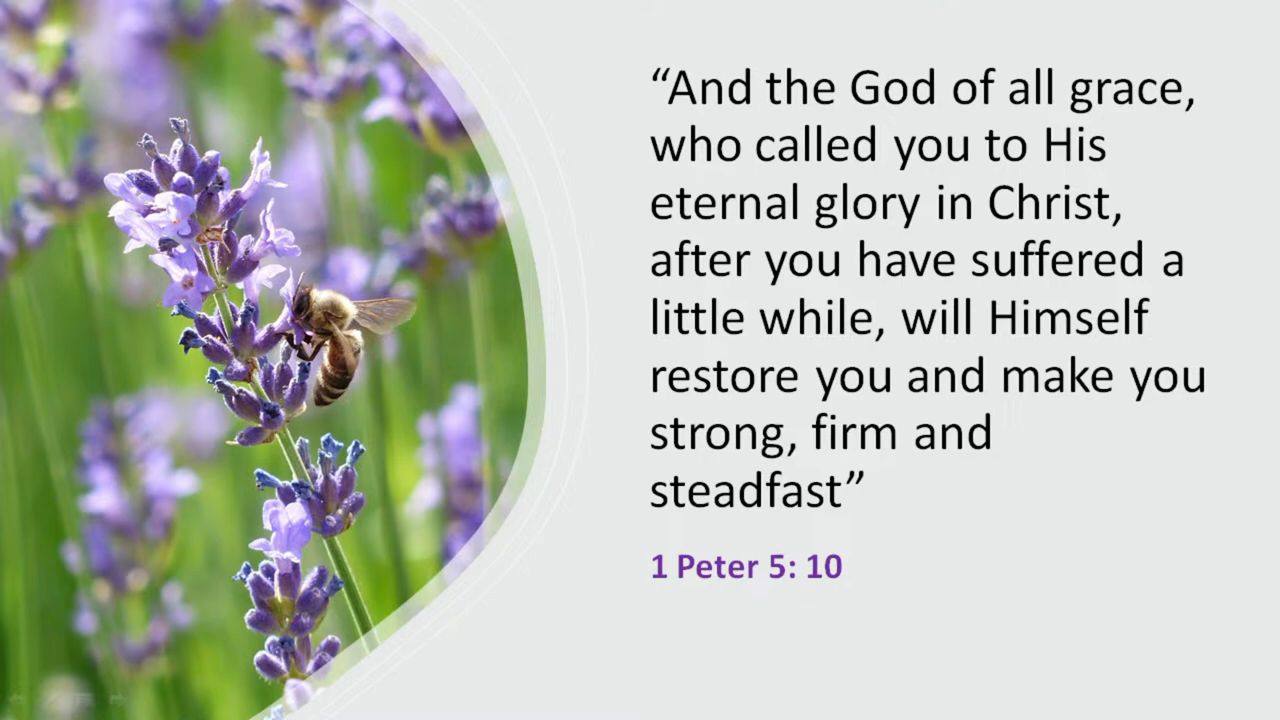 “And the God of all grace,
who called you to His
eternal glory in Christ,
after you have suffered a
little while, will Himself
restore you and make you
strong, firm and
steadfast”
1 Peter 5: 10